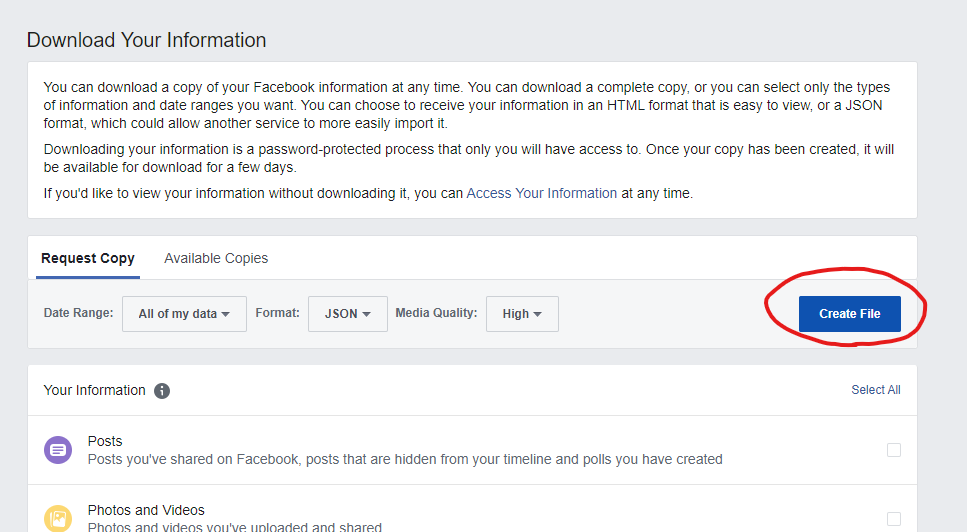 Download Your Information
You can download a copy of your Facebook information at any time. You can download a complete copy, or you can select only the types
of information and date ranges you want. You can choose to receive your information in an HTML format that is easy to view, or a JSON
format, which could allow another service to more easily import it.
Downloading your information is a password-protected process that only you will have access to. Once your copy has been created, it will
be available for download for a few days.
If you'd like to view your information without downloading it, you can Access Your Information at any time.
Request Copy Available Copies
Date Range: All of my data Format: JSON Media Quality: High Create File
Your Information Select All
Posts
Posts you've shared on Facebook, posts that are hidden from your timeline and polls you have created
Photos and Videos
Photos and videos you've uploaded and shared